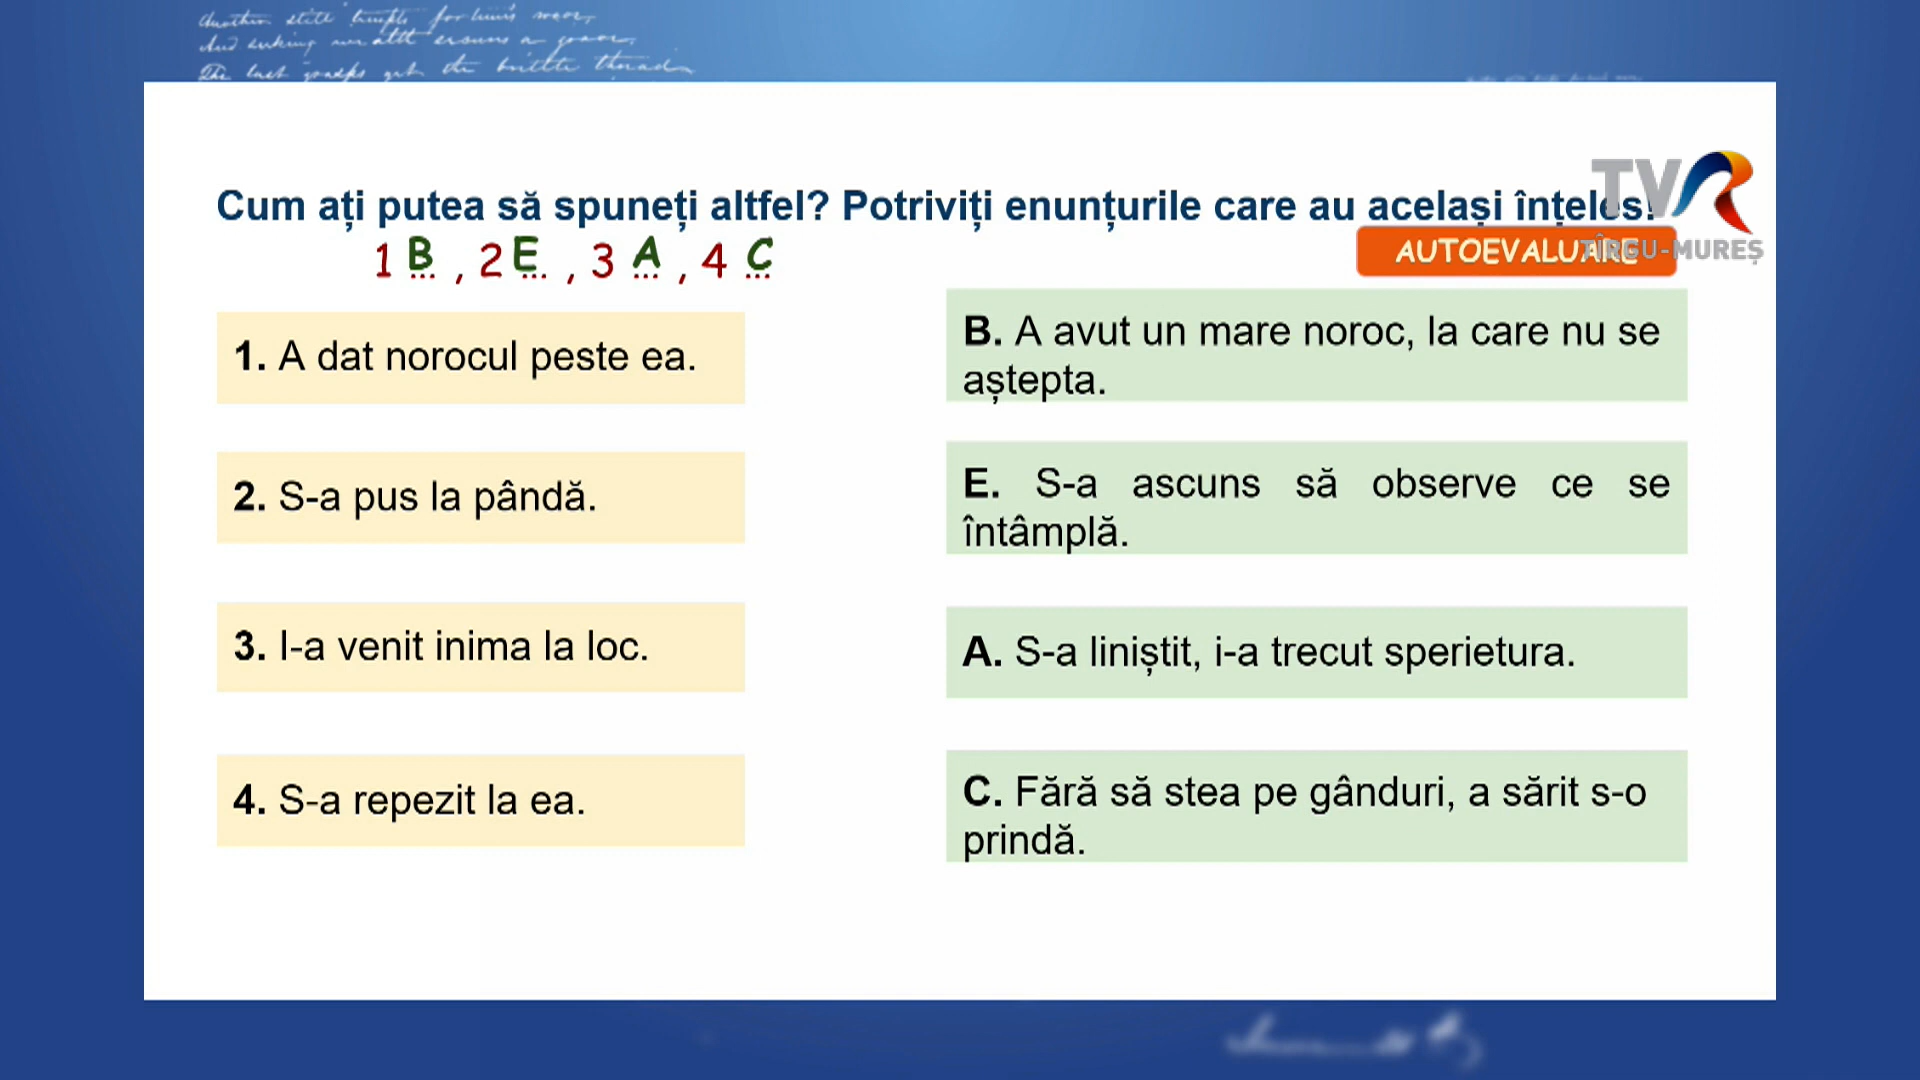 Cum ați putea să spuneți altfel? Potriviți enunțurile care au același înțeles!
TVR
TÎRGU-MUREȘ
1 B , 2 E , 3 A , 4 C
AUTOEVALUARE
1. A dat norocul peste ea.
B. A avut un mare noroc, la care nu se
aștepta.
2. S-a pus la pândă.
E. S-a ascuns să observe ce se
întâmplă.
3. I-a venit inima la loc.
A. S-a liniștit, i-a trecut sperietura.
4. S-a repezit la ea.
C. Fără să stea pe gânduri, a sărit s-o
prindă.